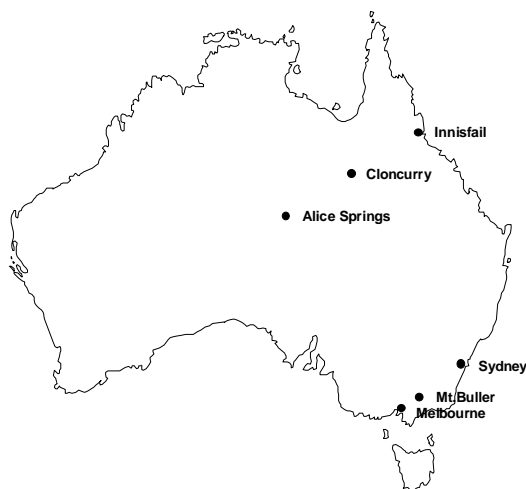 Innisfail
Cloncurry
Alice Springs
Sydney
Mt.Buller
Melbourne